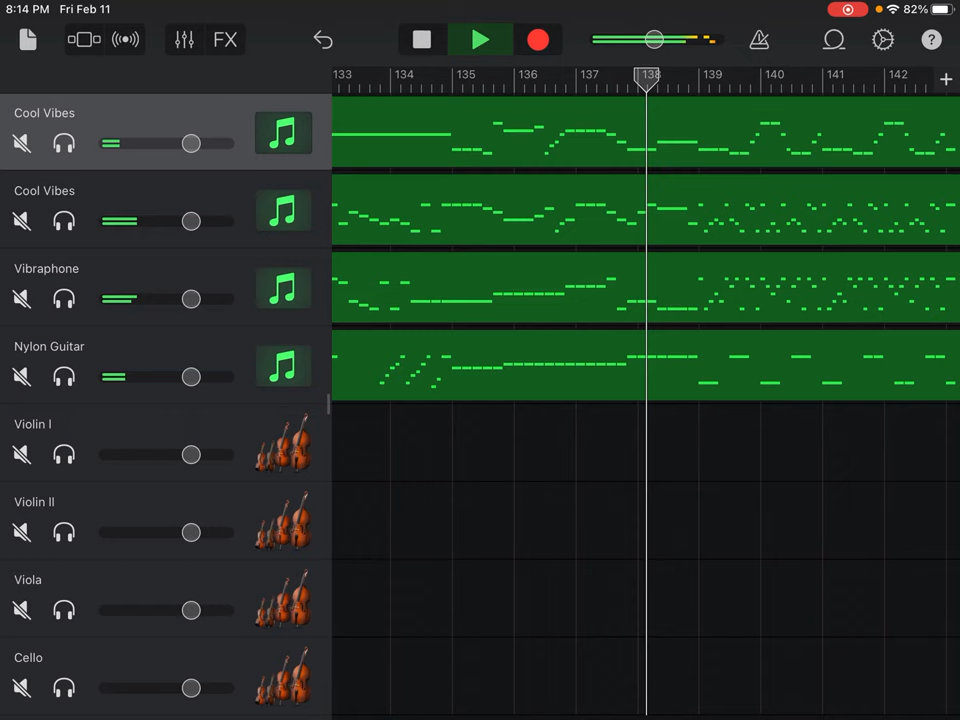 8:14 PM Fri Feb 11 82%
FX ?
133 134 135 136 137 138 139 140 141 142 +
Cool Vibes
Cool Vibes
Vibraphone
Nylon Guitar
Violin I
Violin II
Viola
Cello